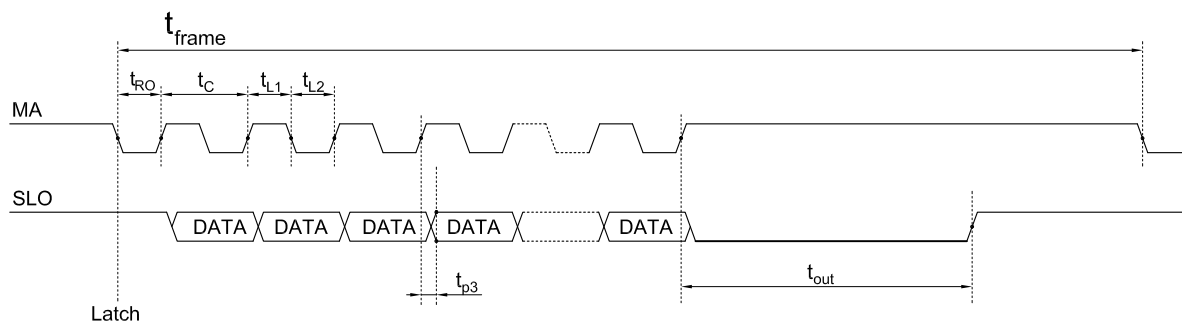 tframe
tRO tC tL1 tL2
MA
SLO
DATA DATA DATA DATA DATA
tp3 tout
Latch